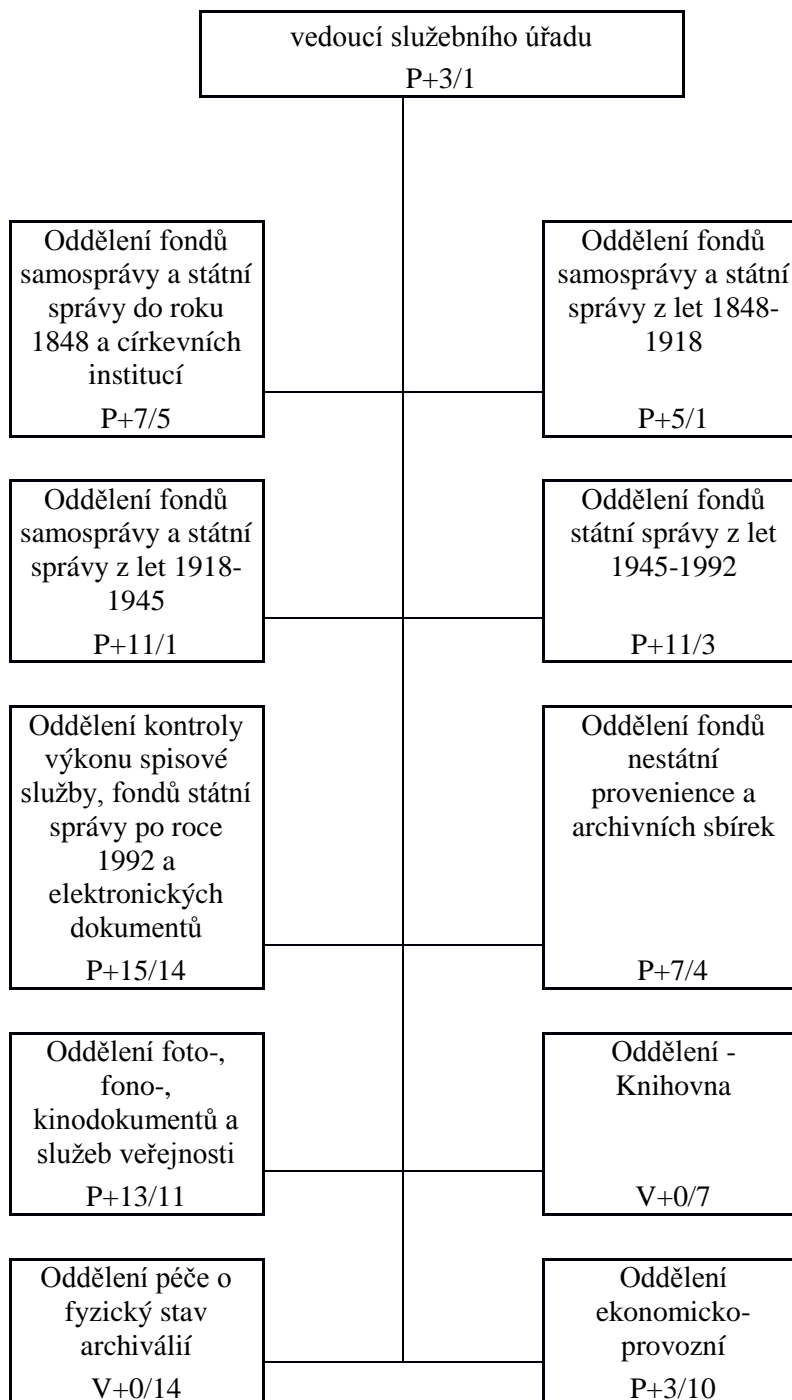 vedoucí služebního úřadu
P+3/1
Oddělení fondů
samosprávy a státní
správy do roku
1848 a církevních
institucí
P+7/5
Oddělení fondů
samosprávy a státní
správy z let 1848-
1918
P+5/1
Oddělení fondů
samosprávy a státní
správy z let 1918-
1945
P+11/1
Oddělení fondů
státní správy z let
1945-1992
P+11/3
Oddělení kontroly
výkonu spisové
služby, fondů státní
správy po roce
1992 a
elektronických
dokumentů
P+15/14
Oddělení fondů
nestátní
provenience a
archivních sbírek
P+7/4
Oddělení foto-,
fono-,
kinodokumentů a
služeb veřejnosti
P+13/11
Oddělení -
Knihovna
V+0/7
Oddělení péče o
fyzický stav
archiválií
V+0/14
Oddělení
ekonomicko-
provozní
P+3/10